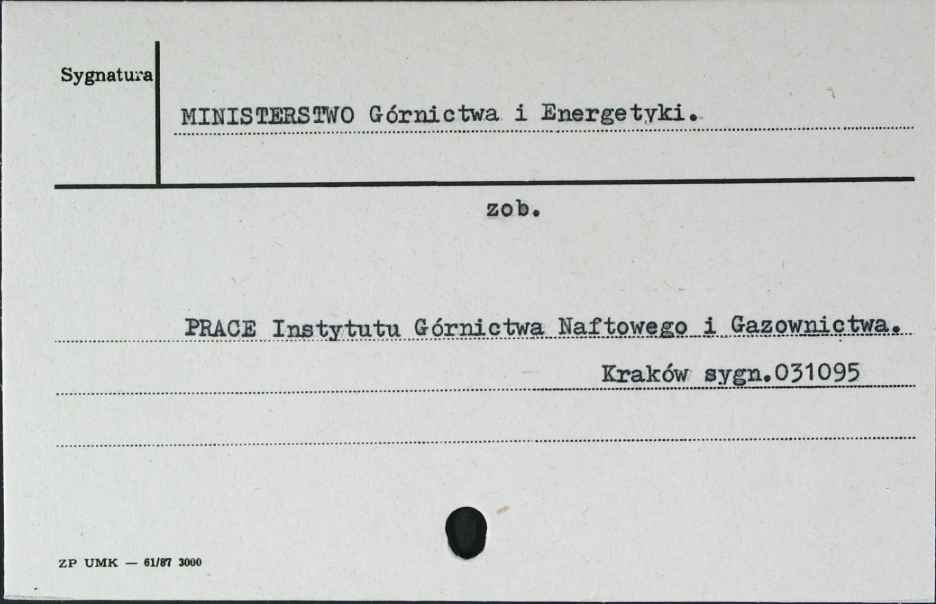 Sygnatura
MINISTERSTWO Górnictwa i Energetyki.
zob.
PRACE Instytutu Górnictwa Naftowego i Gazownictwa.
Kraków sygn.031095
ZP UMK — 61/87 3000